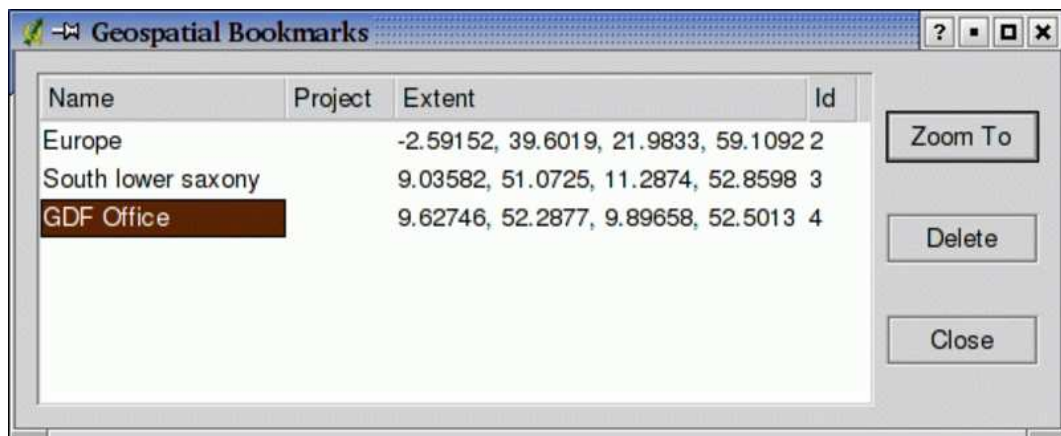 Geospatial Bookmarks ?
Name Project Extent Id
Europe -2.59152, 39.6019, 21.9833, 59.1092 2
South lower saxony 9.03582, 51.0725, 11.2874, 52.8598 3
GDF Office 9.62746, 52.2877, 9.89658, 52.5013 4
Zoom To
Delete
Close